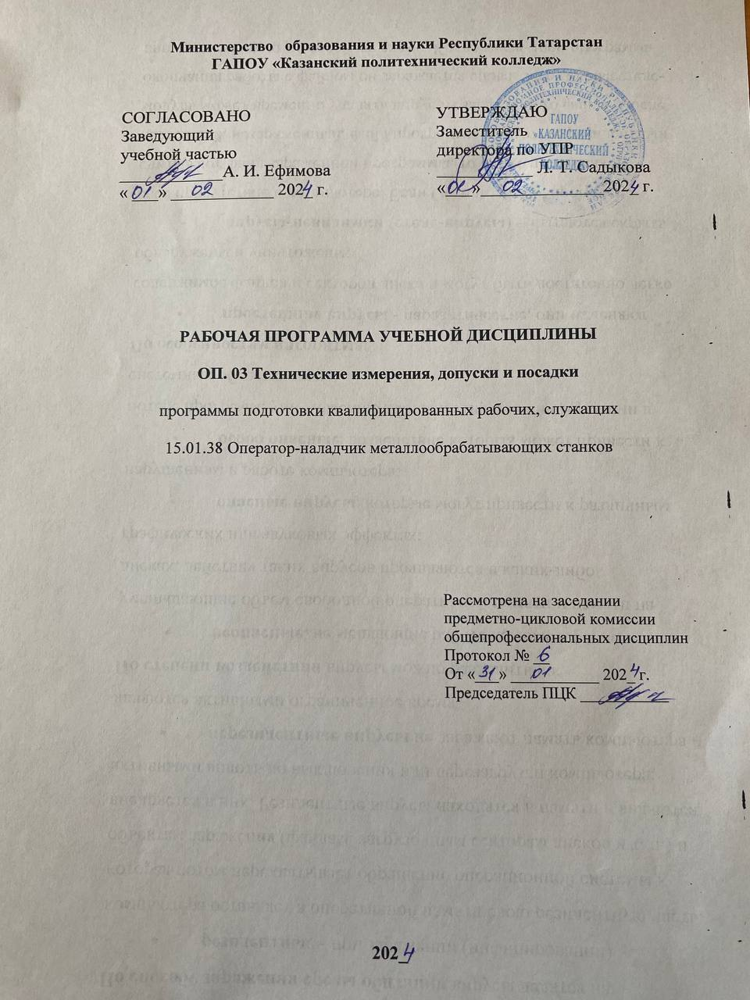 Министерство образования и науки Республики Татарстан
ГАПОУ «Казанский политехнический колледж»
СОГЛАСОВАНО
Заведующий
учебной частью
А. И. Ефимова
«01» 02 2024 г.
УТВЕРЖДАЮ
Заместитель
директора по УПР
Л. Т. Садыкова
«01» 02 2024 г.
ГАПОУ
«КАЗАНСКИЙ
ПОЛИТЕХНИЧЕСКИЙ
КОЛЛЕДЖ»
РАБОЧАЯ ПРОГРАММА УЧЕБНОЙ ДИСЦИПЛИНЫ
ОП. 03 Технические измерения, допуски и посадки
программы подготовки квалифицированных рабочих, служащих
15.01.38 Оператор-наладчик металлообрабатывающих станков
Рассмотрена на заседании
предметно-цикловой комиссии
общепрофессиональных дисциплин
Протокол № 6
От «31» 01 2024г.
Председатель ПЦК
2024